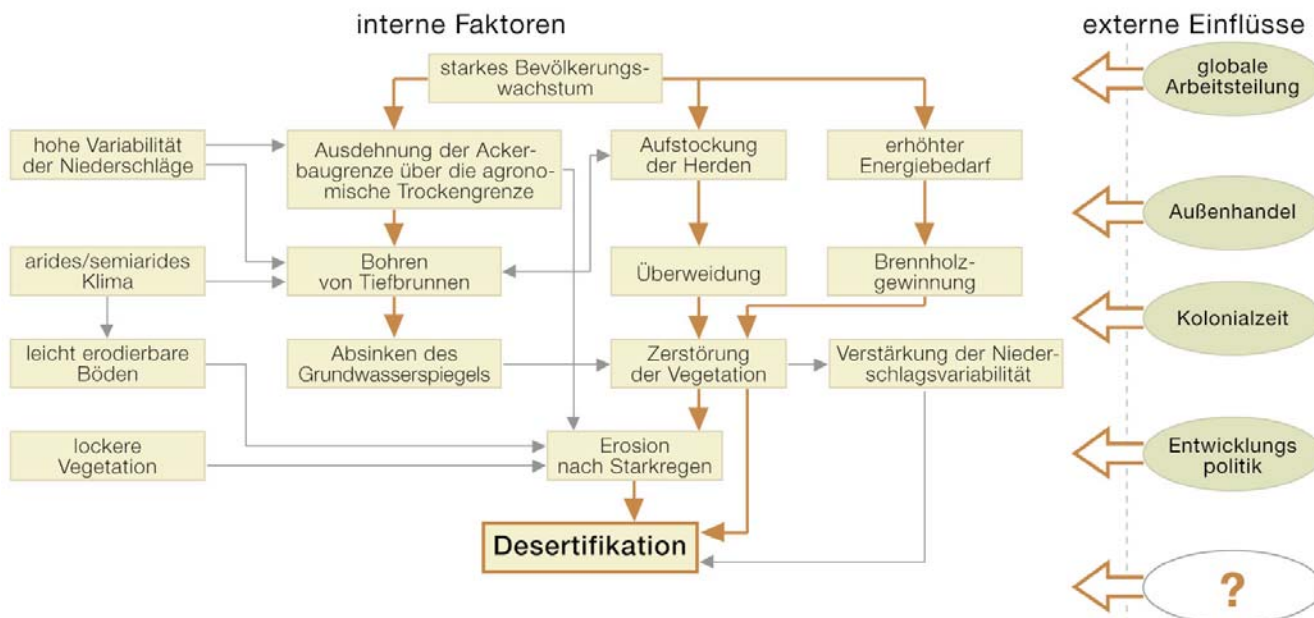 interne Faktoren
externe Einflüsse
starkes Bevölkerungs-
wachstum
globale
Arbeitsteilung
hohe Variabilität
der Niederschläge
Ausdehnung der Acker-
baugrenze über die agrono-
mische Trockengrenze
Aufstockung
der Herden
erhöhter
Energiebedarf
Außenhandel
arides/semiarides
Klima
Bohren
von Tiefbrunnen
Überweidung
Brennholz-
gewinnung
Kolonialzeit
leicht erodierbare
Böden
Absinken des
Grundwasserspiegels
Zerstörung
der Vegetation
Verstärkung der Nieder-
schlagsvariabilität
lockere
Vegetation
Erosion
nach Starkregen
Entwicklungs
politik
Desertifikation
?